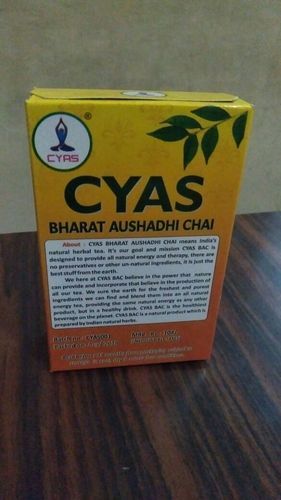 CYAS
®
CYAS
BHARAT AUSHADHI CHAI
About : CYAS BHARAT AUSHADHI CHAI means India's
natural herbal tea. It's our goal and mission CYAS BAC is
designed to provide all natural energy and therapy, there are
no preservatives or other un-natural ingredients, it is just the
best stuff from the earth.
We here at CYAS BAC believe in the power that nature
can provide and incorporate that believe in the production of
all our tea. We sure the earth for the freshest and purest
ingredients we can find and blend them into an all natural
energy tea, providing the same natural energy as any other
product, but in a healthy drink. CYAS BAC is the healthiest
beverage on the planet. CYAS BAC is a natural product which is
prepared by Indian natural herbs.